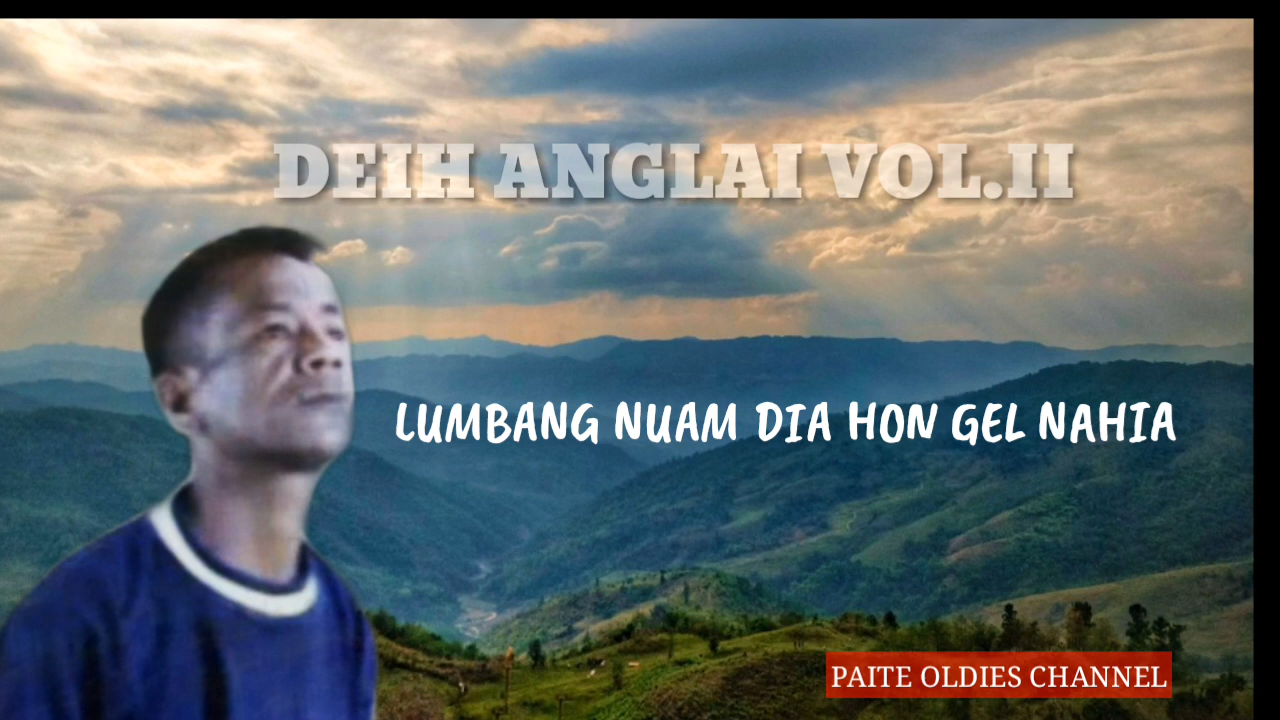 DEIH ANGLAI VOL.II
LUMBANG NUAM DIA HON GEL NAHIA
PAITE OLDIES CHANNEL